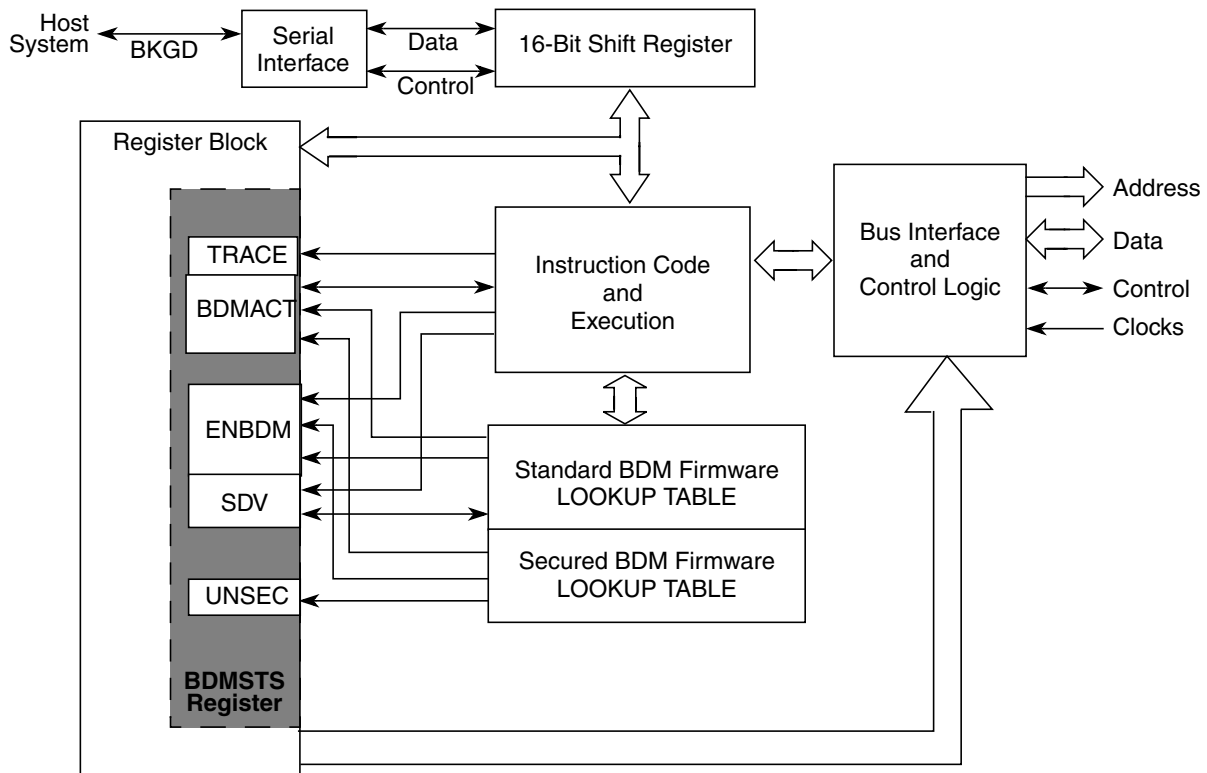 Host
System
BKGD
Serial
Interface
Data
Control
16-Bit Shift Register
Register Block
TRACE
BDMACT
ENBDM
SDV
UNSEC
BDMSTS
Register
Instruction Code
and
Execution
Standard BDM Firmware
LOOKUP TABLE
Secured BDM Firmware
LOOKUP TABLE
Bus Interface
and
Control Logic
Address
Data
Control
Clocks